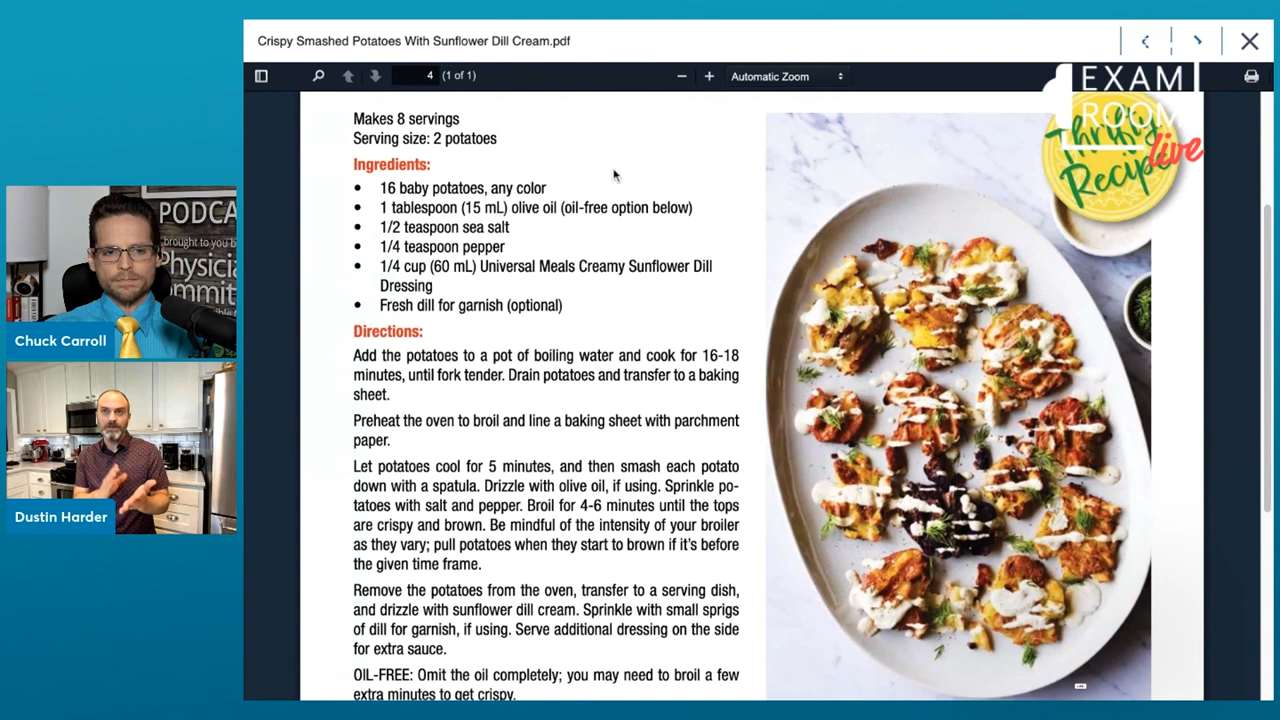 Crispy Smashed Potatoes With Sunflower Dill Cream.pdf
4 (1 of 1)
Automatic Zoom
EXAM
ROOM
live
Thrifty
Recipe
Makes 8 servings
Serving size: 2 potatoes
Ingredients:
• 16 baby potatoes, any color
• 1 tablespoon (15 mL) olive oil (oil-free option below)
• 1/2 teaspoon sea salt
• 1/4 teaspoon pepper
• 1/4 cup (60 mL) Universal Meals Creamy Sunflower Dill
Dressing
• Fresh dill for garnish (optional)
Directions:
Add the potatoes to a pot of boiling water and cook for 16-18
minutes, until fork tender. Drain potatoes and transfer to a baking
sheet.
Preheat the oven to broil and line a baking sheet with parchment
paper.
Let potatoes cool for 5 minutes, and then smash each potato
down with a spatula. Drizzle with olive oil, if using. Sprinkle po-
tatoes with salt and pepper. Broil for 4-6 minutes until the tops
are crispy and brown. Be mindful of the intensity of your broiler
as they vary; pull potatoes when they start to brown if it's before
the given time frame.
Remove the potatoes from the oven, transfer to a serving dish,
and drizzle with sunflower dill cream. Sprinkle with small sprigs
of dill for garnish, if using. Serve additional dressing on the side
for extra sauce.
OIL-FREE: Omit the oil completely; you may need to broil a few
extra minutes to get crispy.
PODCA
brought to you b
Physicia
ommit
Chuck Carroll
Dustin Harder